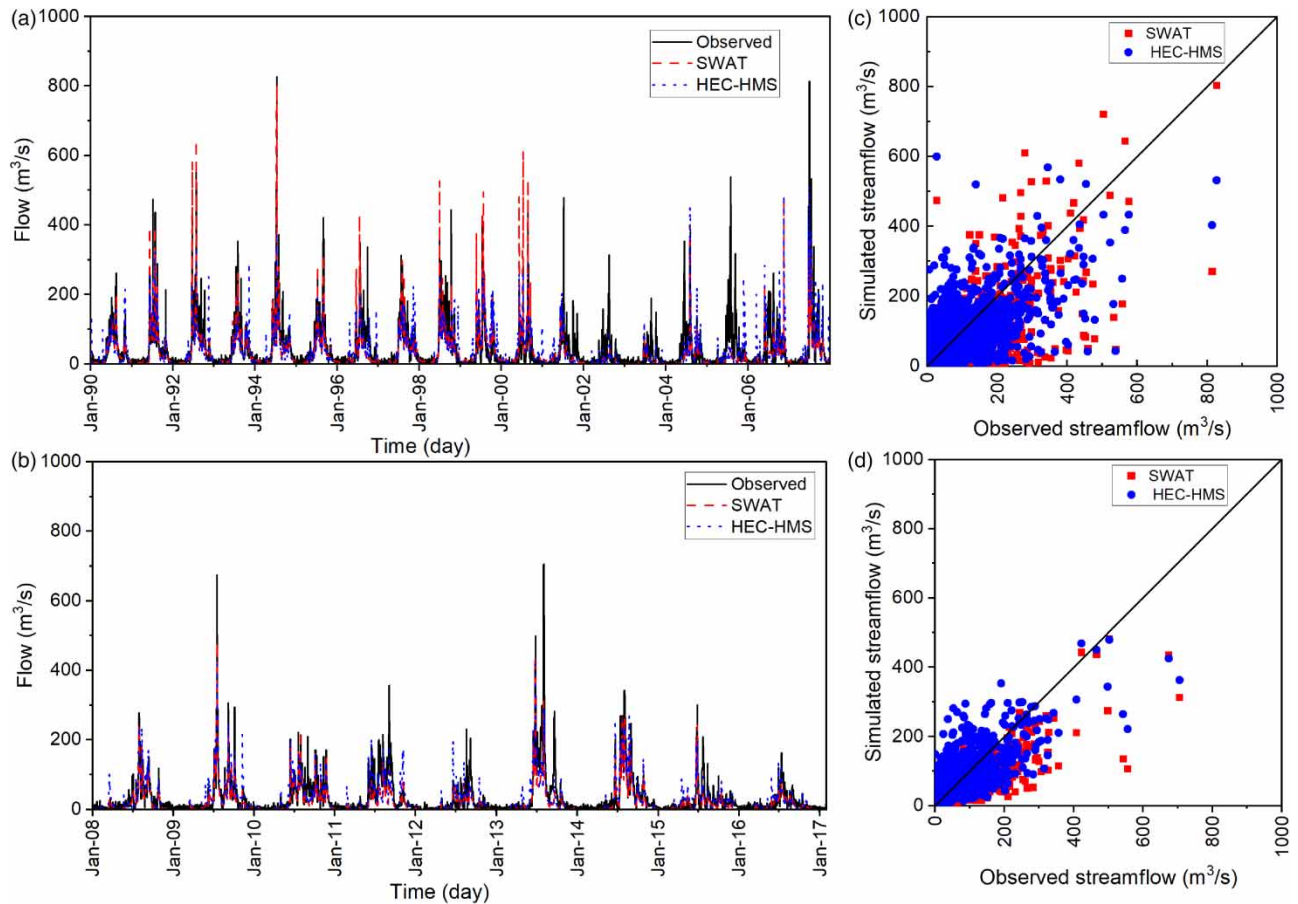 (a)
1000
800
600
400
200
0
Flow (m³/s)
Observed
SWAT
HEC-HMS
Jan-90
Jan-92
Jan-94
Jan-96
Jan-98
Jan-00
Jan-02
Jan-04
Jan-06
Time (day)
(c)
1000
800
600
400
200
0
Simulated streamflow (m³/s)
SWAT
HEC-HMS
0
200
400
600
800
1000
Observed streamflow (m³/s)
(b)
1000
800
600
400
200
0
Flow (m³/s)
Observed
SWAT
HEC-HMS
Jan-08
Jan-09
Jan-10
Jan-11
Jan-12
Jan-13
Jan-14
Jan-15
Jan-16
Jan-17
Time (day)
(d)
1000
800
600
400
200
0
Simulated streamflow (m³/s)
SWAT
HEC-HMS
0
200
400
600
800
1000
Observed streamflow (m³/s)